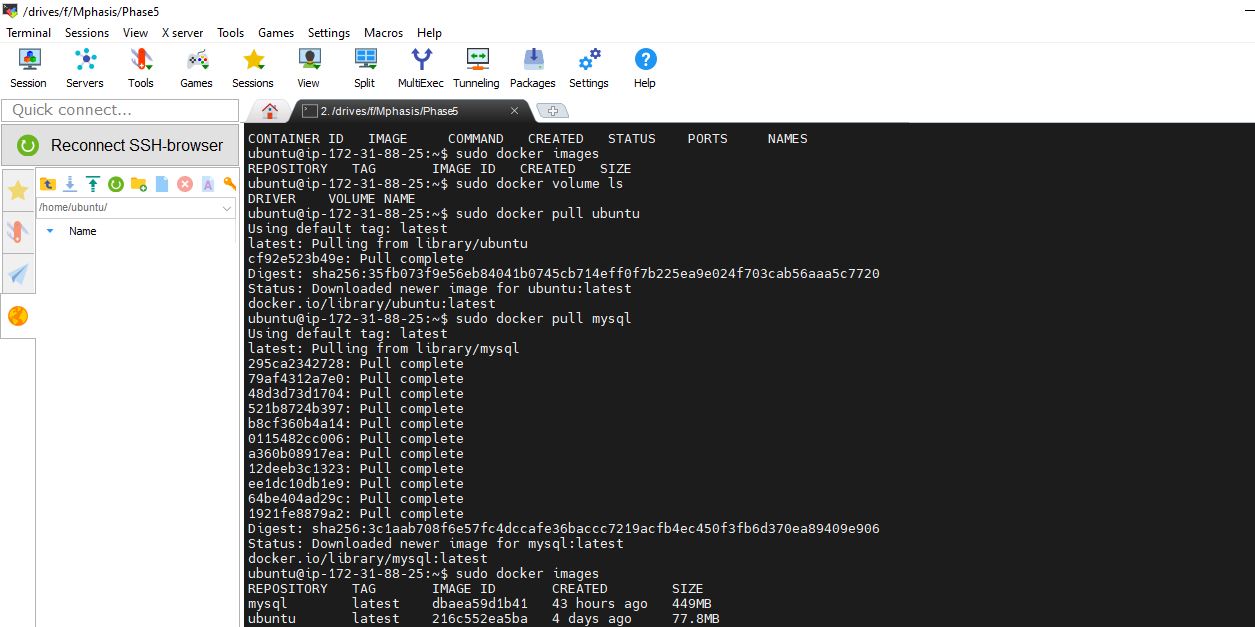 /drives/f/Mphasis/Phase5
Terminal Sessions View X server Tools Games Settings Macros Help
Session Servers Tools Games Sessions View Split MultiExec Tunneling Packages Settings Help
Quick connect...
2. /drives/f/Mphasis/Phase5
Reconnect SSH-browser
/home/ubuntu/
Name
CONTAINER ID IMAGE COMMAND CREATED STATUS PORTS NAMES
ubuntu@ip-172-31-88-25:~$ sudo docker images
REPOSITORY TAG IMAGE ID CREATED SIZE
ubuntu@ip-172-31-88-25:~$ sudo docker volume ls
DRIVER VOLUME NAME
ubuntu@ip-172-31-88-25:~$ sudo docker pull ubuntu
Using default tag: latest
latest: Pulling from library/ubuntu
cf92e523b49e: Pull complete
Digest: sha256:35fb073f9e56eb84041b0745cb714eff0f7b225ea9e024f703cab56aaa5c7720
Status: Downloaded newer image for ubuntu:latest
docker.io/library/ubuntu:latest
ubuntu@ip-172-31-88-25:~$ sudo docker pull mysql
Using default tag: latest
latest: Pulling from library/mysql
295ca2342728: Pull complete
79af4312a7e0: Pull complete
48d3d73d1704: Pull complete
521b8724b397: Pull complete
b8cf360b4a14: Pull complete
0115482cc006: Pull complete
a360b08917ea: Pull complete
12deeb3c1323: Pull complete
ee1dc10db1e9: Pull complete
64be404ad29c: Pull complete
1921fe8879a2: Pull complete
Digest: sha256:3c1aab708f6e57fc4dccafe36baccc7219acfb4ec450f3fb6d370ea89409e906
Status: Downloaded newer image for mysql:latest
docker.io/library/mysql:latest
ubuntu@ip-172-31-88-25:~$ sudo docker images
REPOSITORY TAG IMAGE ID CREATED SIZE
mysql latest dbaea59d1b41 43 hours ago 449MB
ubuntu latest 216c552ea5ba 4 days ago 77.8MB